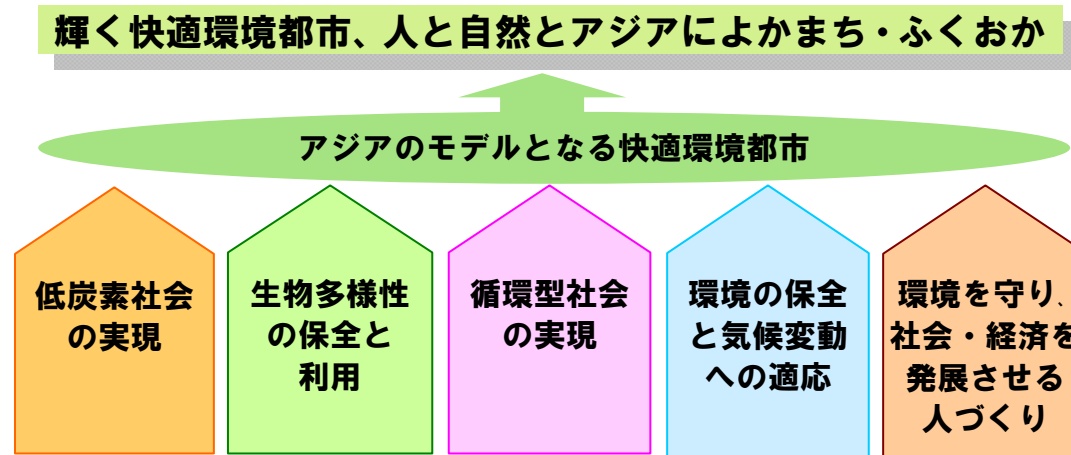 輝く快適環境都市、人と自然とアジアによかまち・ふくおか
アジアのモデルとなる快適環境都市
低炭素社会
の実現
生物多様性
の保全と
利用
循環型社会
の実現
環境の保全
と気候変動
への適応
環境を守り、
社会・経済を
発展させる
人づくり